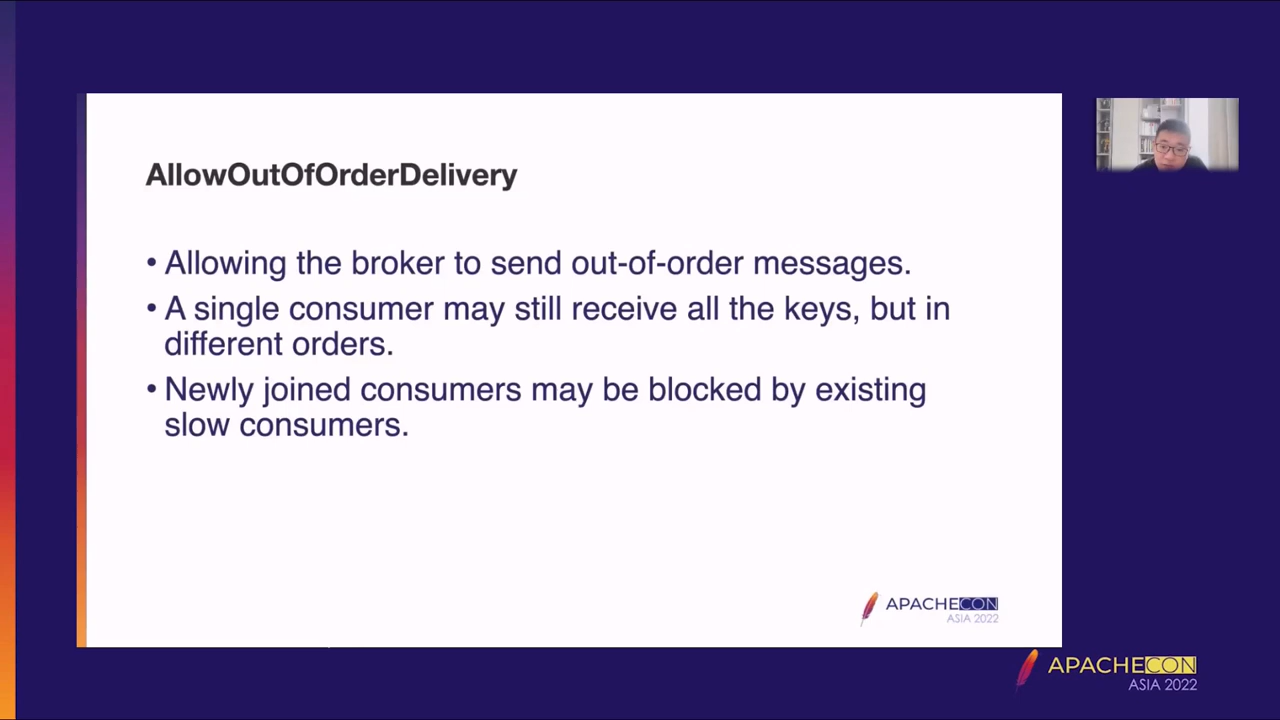 AllowOutOfOrderDelivery
• Allowing the broker to send out-of-order messages.
• A single consumer may still receive all the keys, but in
different orders.
• Newly joined consumers may be blocked by existing
slow consumers.
APACHECON
ASIA 2022
APACHECON
ASIA 2022